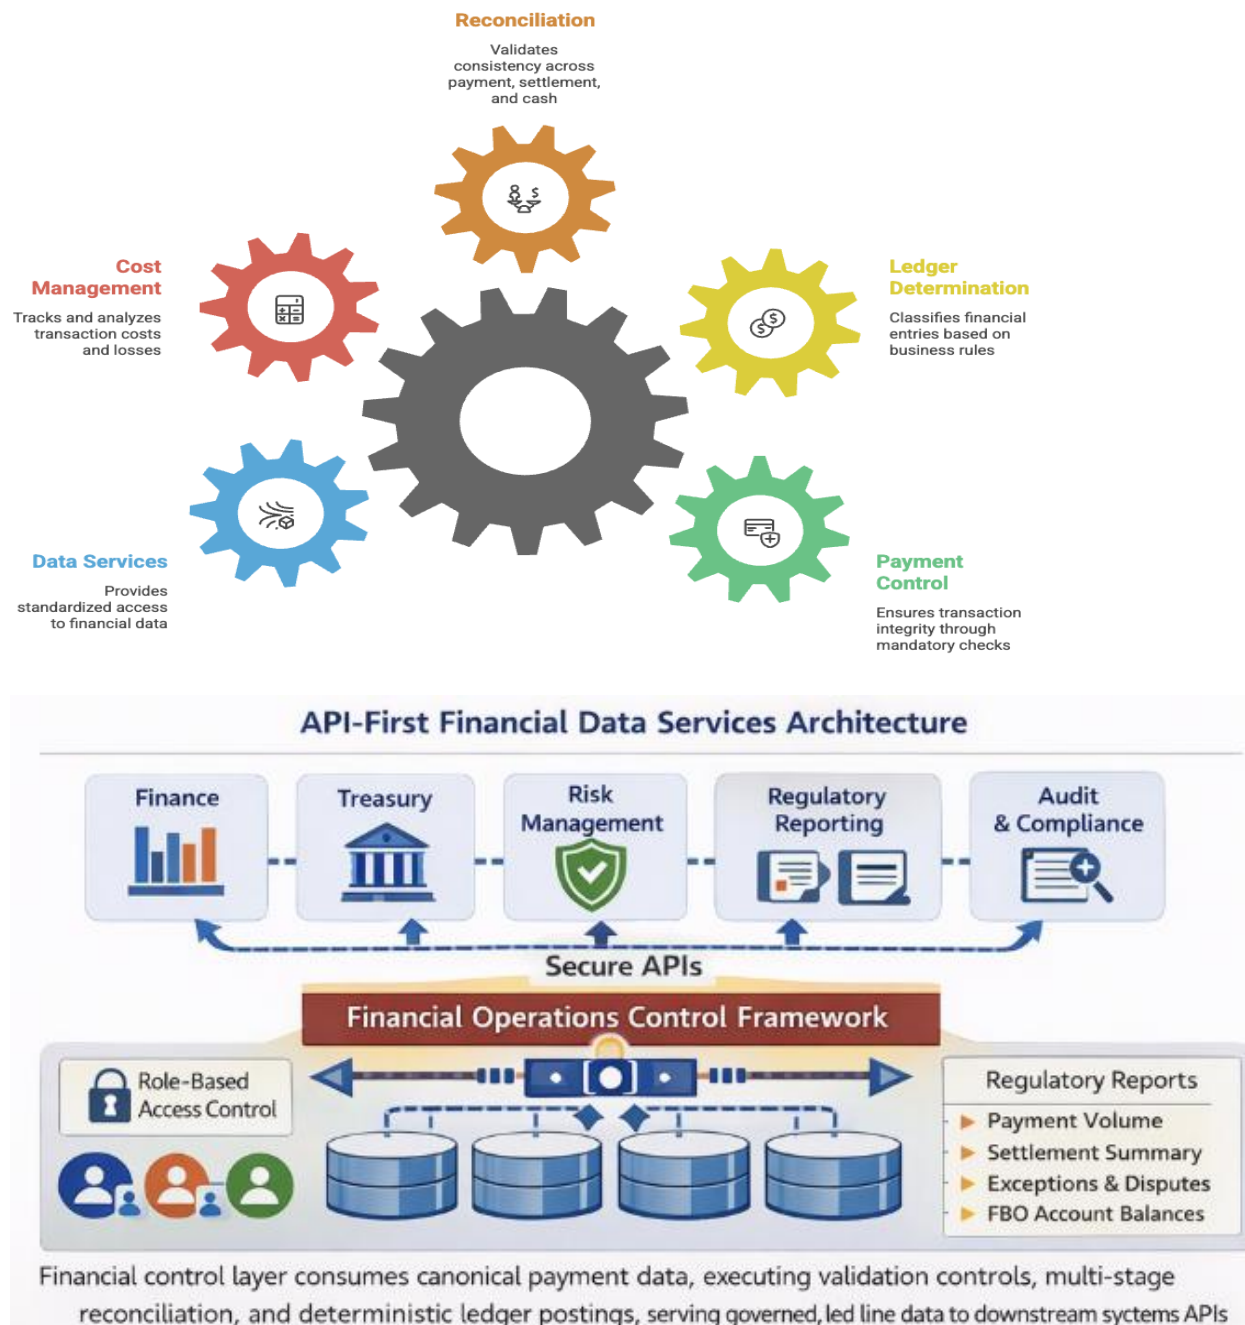 Reconciliation
Validates
consistency across
payment, settlement,
and cash
Cost
Management
Tracks and analyzes
transaction costs
and losses
Ledger
Determination
Classifies financial
entries based on
business rules
Data Services
Provides
standardized access
to financial data
Payment
Control
Ensures transaction
integrity through
mandatory checks
API-First Financial Data Services Architecture
Finance
Treasury
Risk
Management
Regulatory
Reporting
Audit
& Compliance
Secure APIs
Financial Operations Control Framework
Role-Based
Access Control
Regulatory Reports
Payment Volume
Settlement Summary
Exceptions & Disputes
FBO Account Balances
Financial control layer consumes canonical payment data, executing validation controls, multi-stage
reconciliation, and deterministic ledger postings, serving governed, led line data to downstream syctems APIs